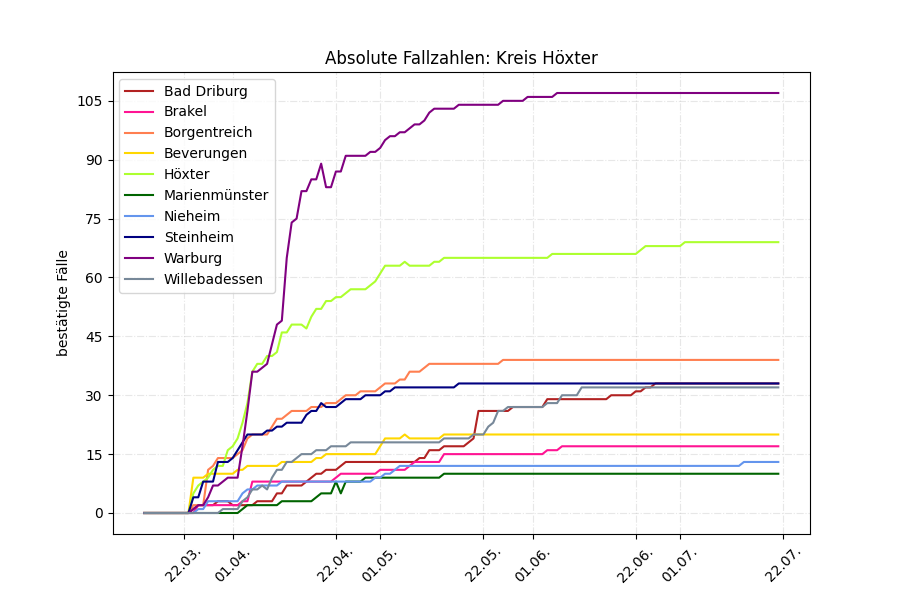 Absolute Fallzahlen: Kreis Höxter
bestätigte Fälle
105
90
75
60
45
30
15
0
Bad Driburg
Brakel
Borgentreich
Beverungen
Höxter
Marienmünster
Nieheim
Steinheim
Warburg
Willebadessen
22.03. 01.04. 22.04. 01.05. 22.05. 01.06. 22.06. 01.07. 22.07.